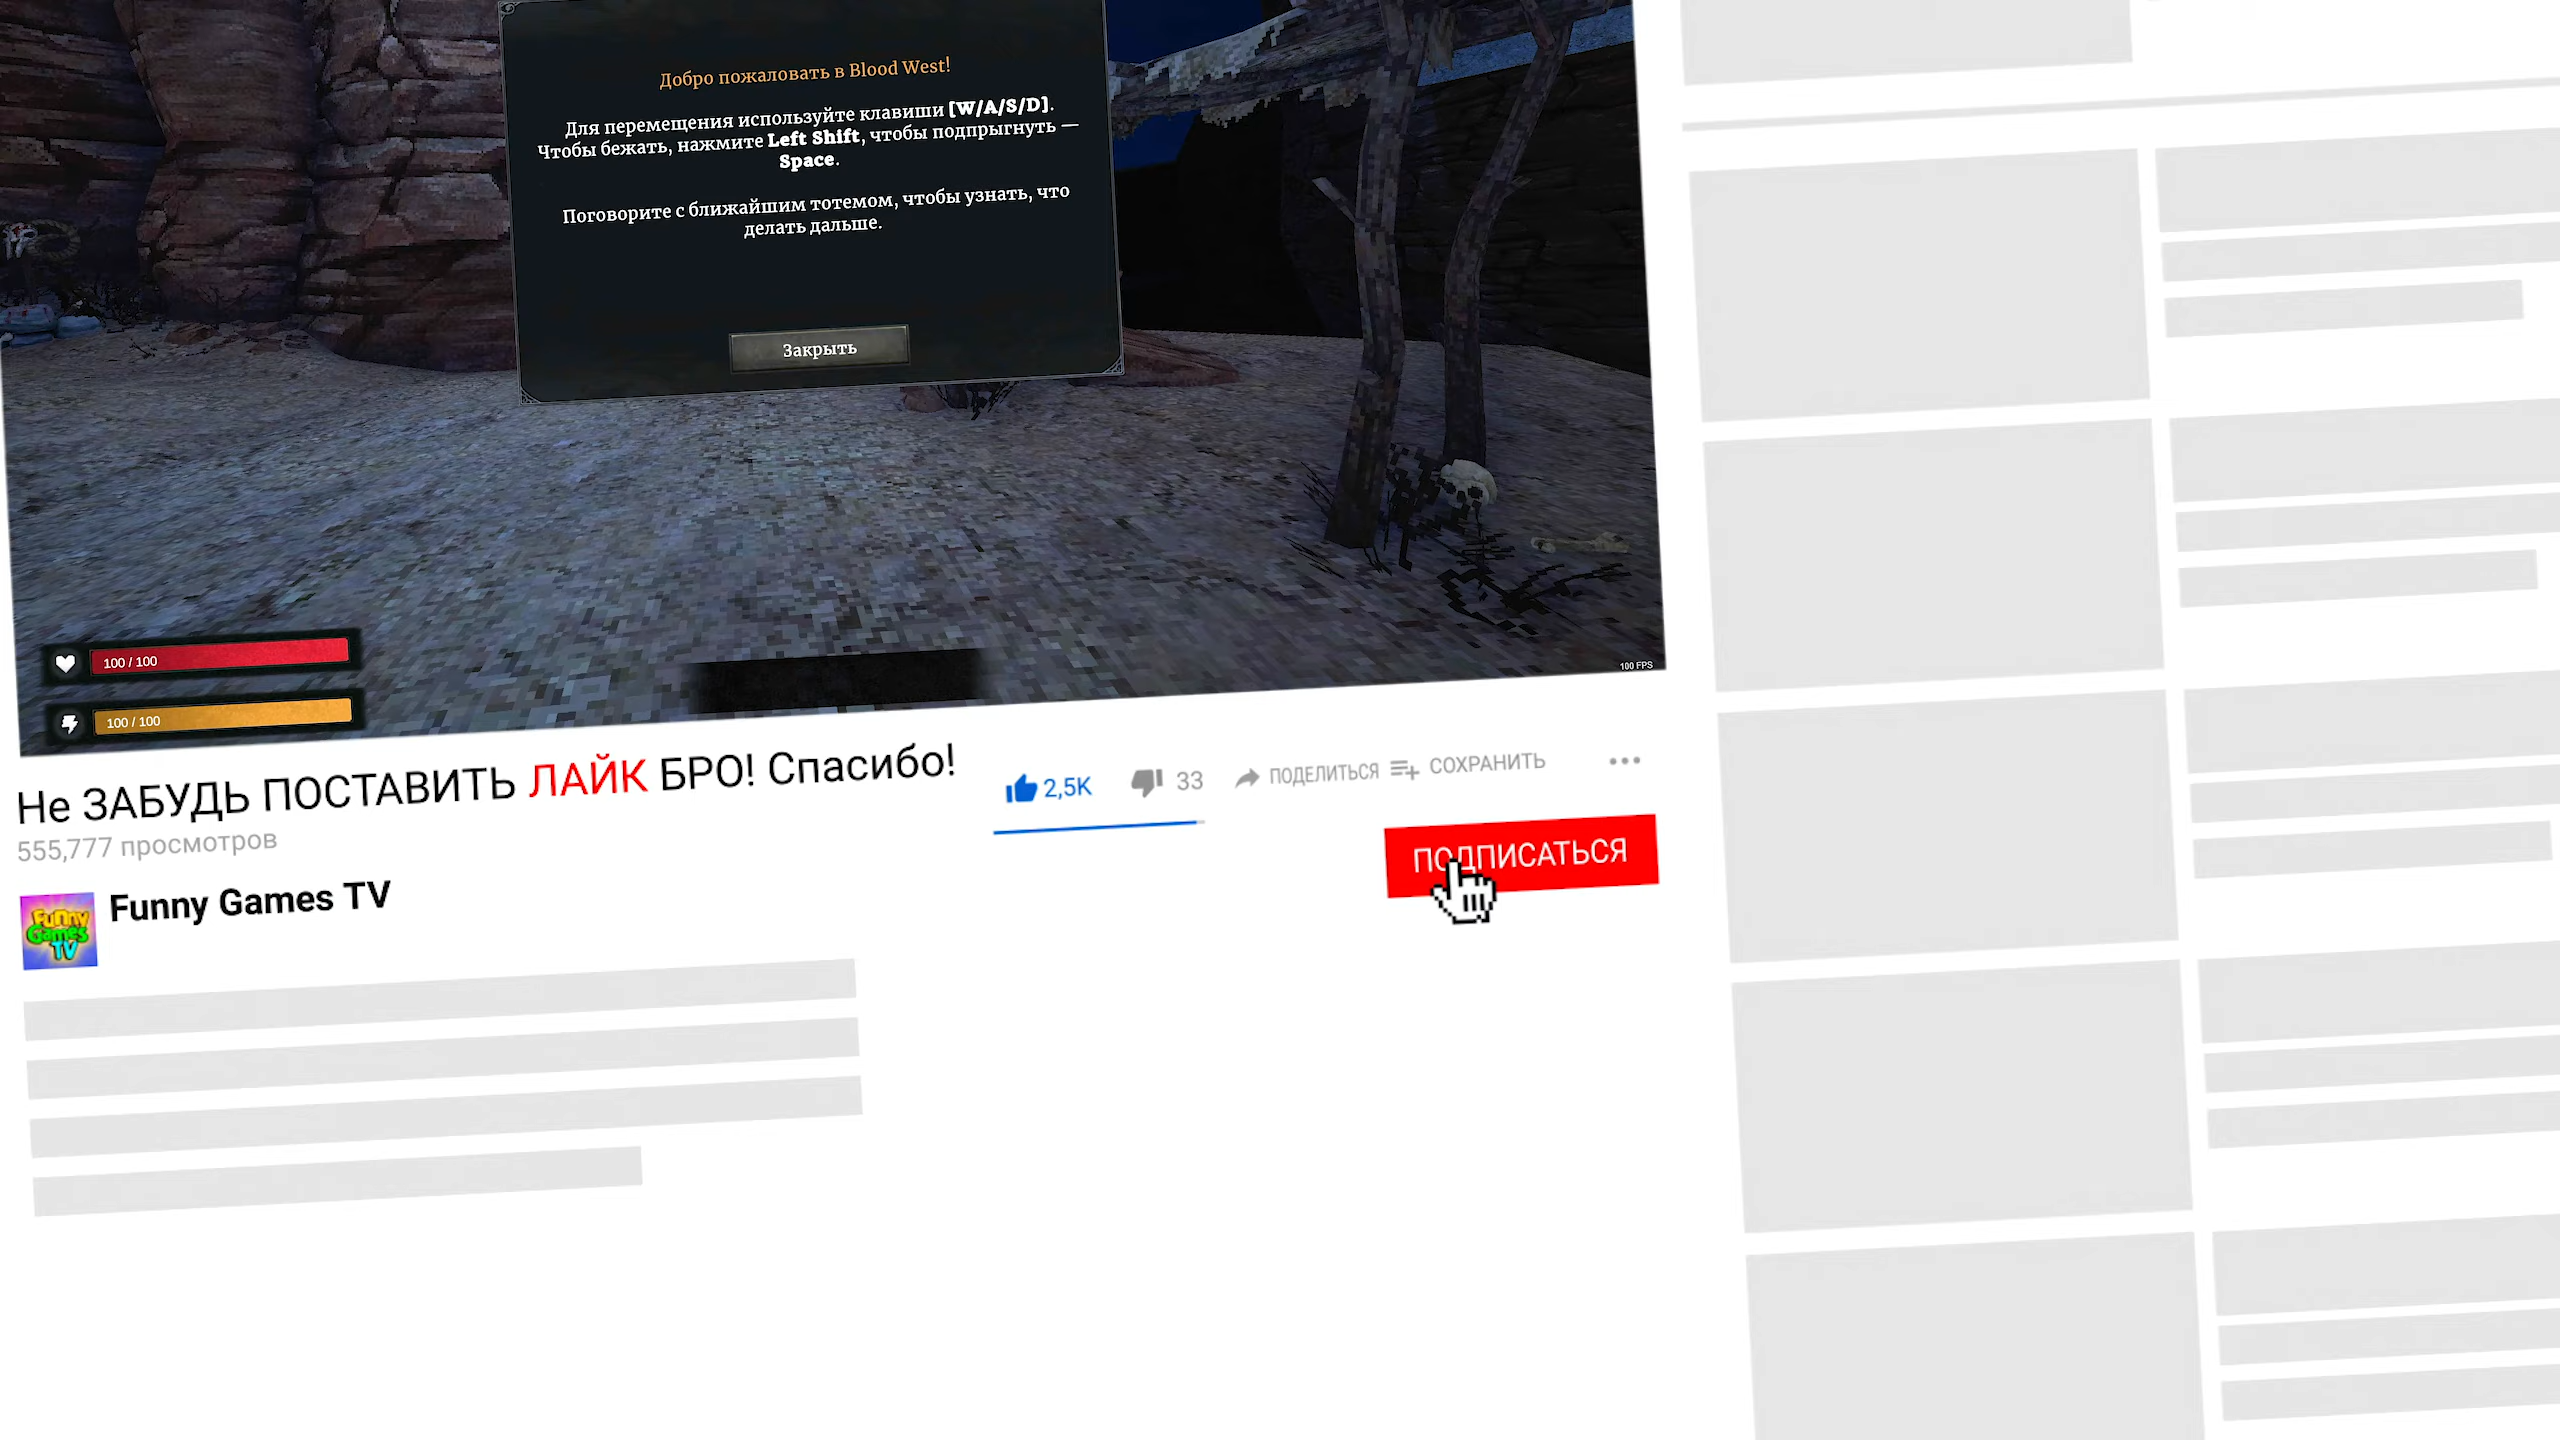 Добро пожаловать в Blood West!
Для перемещения используйте клавиши [W/A/S/D].
Чтобы бежать, нажмите Left Shift, чтобы подпрыгнуть —
Space.
Поговорите с ближайшим тотемом, чтобы узнать, что
делать дальше.
Закрыть
100 / 100
100 / 100
100 FPS
Не ЗАБУДЬ ПОСТАВИТЬ ЛАЙК БРО! Спасибо!
555,777 просмотров
2,5K
33
ПОДЕЛИТЬСЯ
СОХРАНИТЬ
ПОДПИСАТЬСЯ
Funny Games TV
Funny
Games
TV